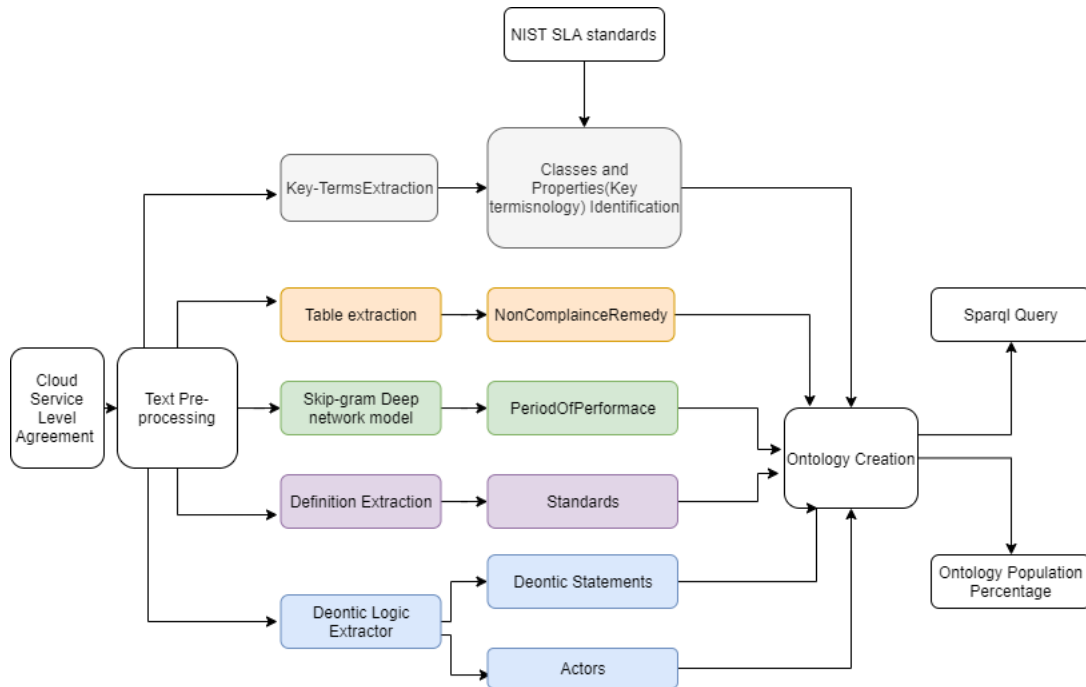 NIST SLA standards
Key-TermsExtraction
Classes and
Properties(Key
termisnology) Identification
Table extraction
NonComplainceRemedy
Sparql Query
Cloud
Service
Level
Agreement
Text Pre-
processing
Skip-gram Deep
network model
PeriodOfPerformace
Ontology Creation
Definition Extraction
Standards
Deontic Logic
Extractor
Deontic Statements
Ontology Population
Percentage
Actors